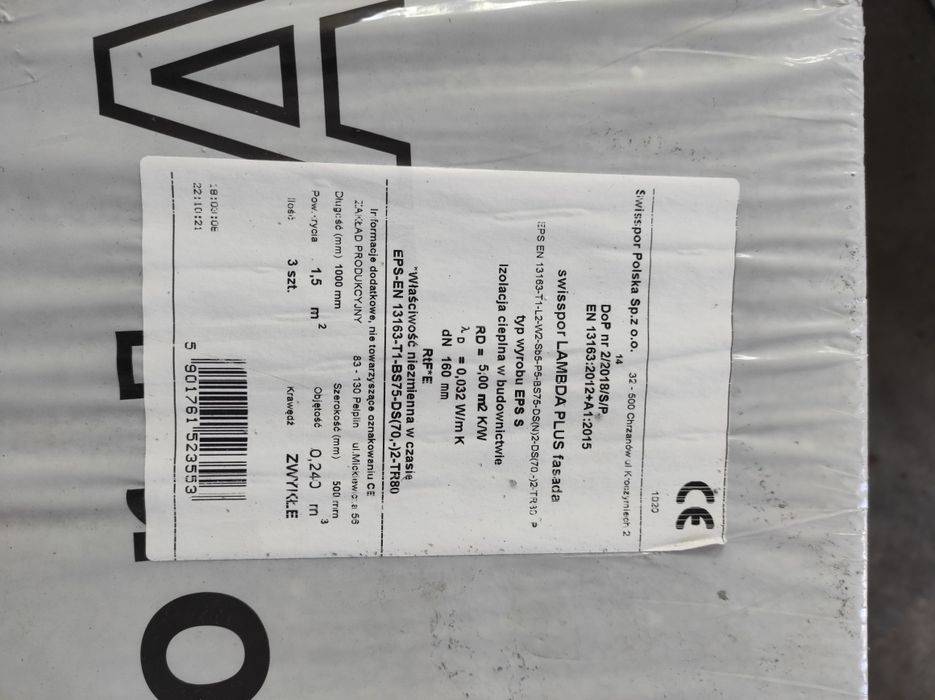 CE
1020
Swisspor Polska Sp.z o.o. 32 - 500 Chrzanów ul Kroczymiech 2
14
DoP nr 2/2018/S/P
EN 13163:2012+A1:2015
swisspor LAMBDA PLUS fasada
EPS EN 13163-T1-L2-W2-Sb5-P5-BS75-DS(N)2-DS(70,-)2-TR80 P
typ wyrobu EPS S
Izolacja cieplna w budownictwie
RD = 5,00 m2 K/W
λ D = 0,032 W/m K
dN 160 mm
RtF*E
*Właściwość niezmienna w czasie
EPS-EN 13163-T1-BS75-DS(70,-)2-TR80
Informacje dodatkowe, nie towarzyszące oznakowaniu CE
ZAKŁAD PRODUKCYJNY 83 - 130 Pelplin ul.Mickiewicza 56
Długość (mm) 1000 mm Szerokość (mm) 500 mm
Pow. krycia 1,5 m 2 Objętość 0,240 m 3
Ilość 3 szt. Krawędź ZWYKŁE
22:10:21
5 901761 523553
A
O